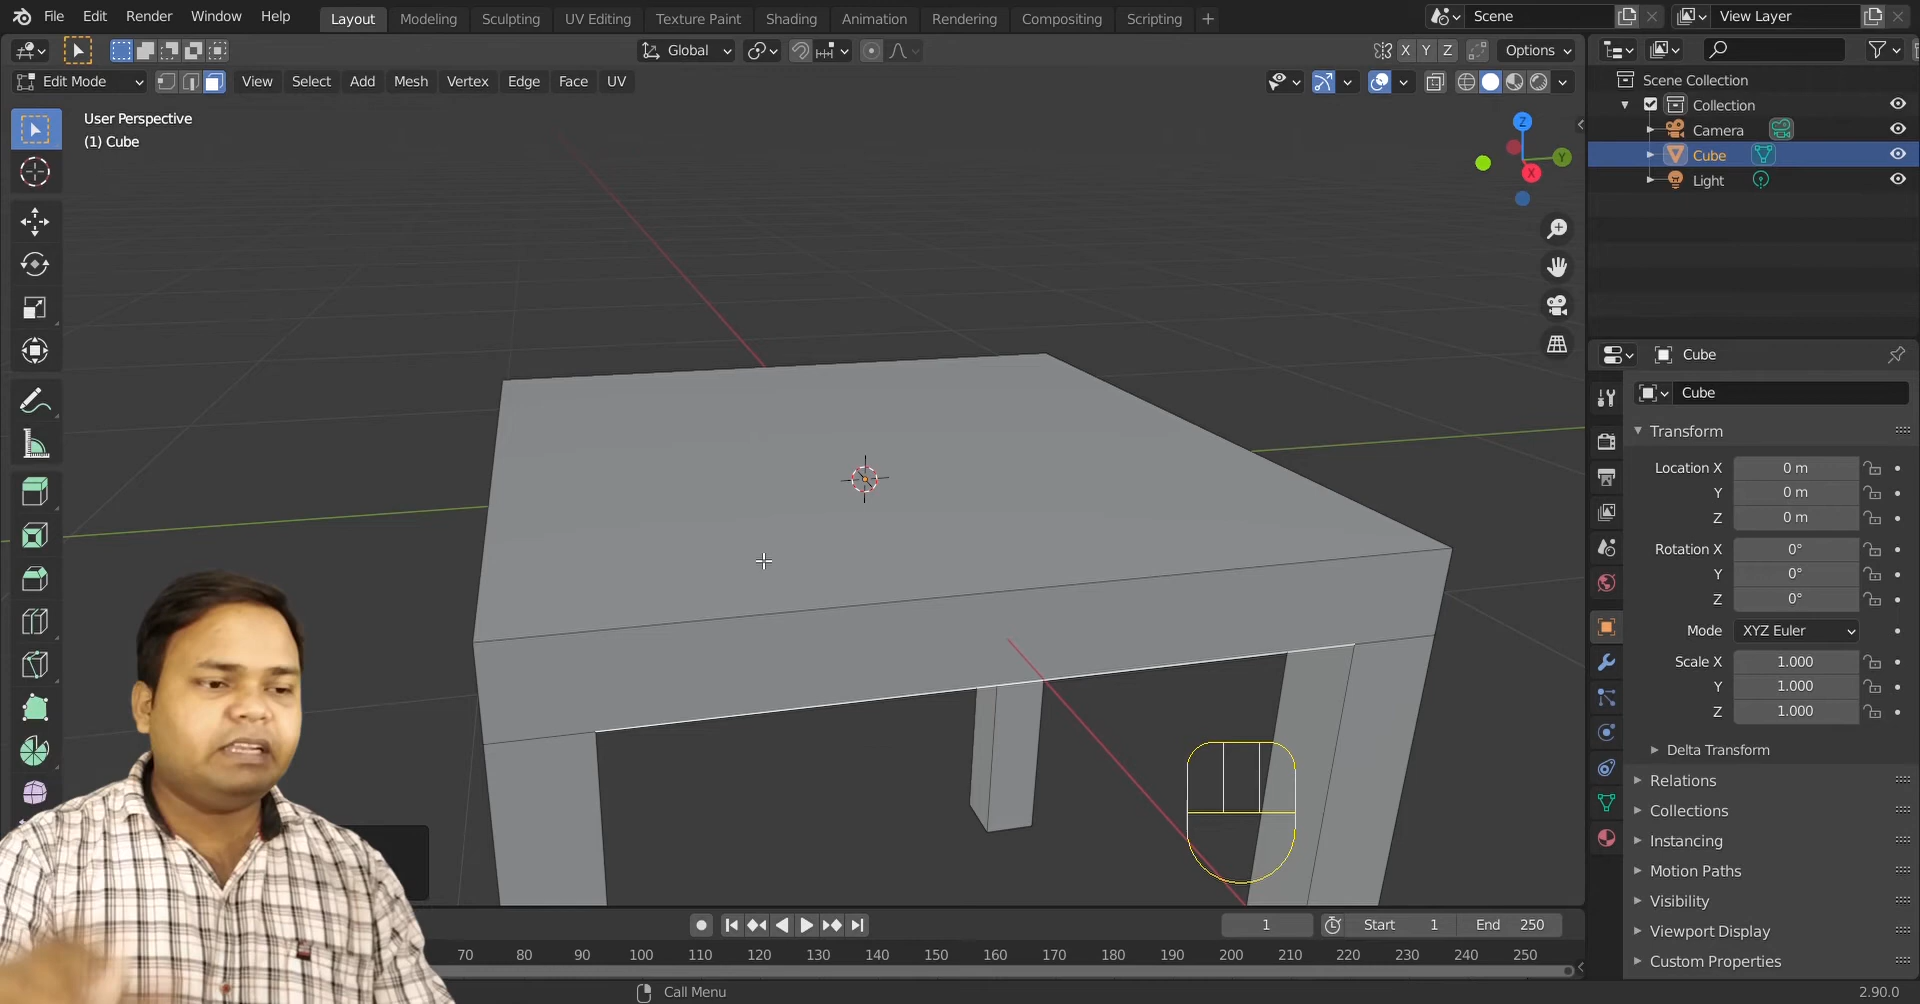 File Edit Render Window Help Layout Modeling Sculpting UV Editing Texture Paint Shading Animation Rendering Compositing Scripting + Scene View Layer
Global X Y Z Options
Edit Mode View Select Add Mesh Vertex Edge Face UV
User Perspective
(1) Cube
Z
Y
X
Scene Collection
Collection
Camera
Cube
Light
Cube
Cube
Transform
Location X 0 m
Y 0 m
Z 0 m
Rotation X 0°
Y 0°
Z 0°
Mode XYZ Euler
Scale X 1.000
Y 1.000
Z 1.000
Delta Transform
Relations
Collections
Instancing
Motion Paths
Visibility
Viewport Display
Custom Properties
1 Start 1 End 250
70 80 90 100 110 120 130 140 150 160 170 180 190 200 210 220 230 240 250
Call Menu
2.90.0